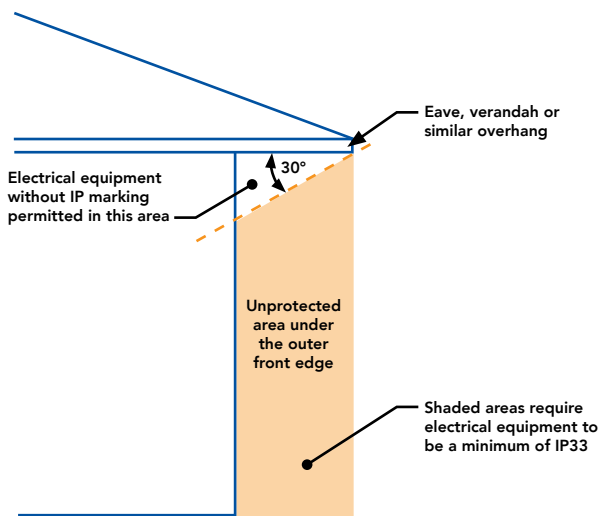 Eave, verandah or
similar overhang
30°
Electrical equipment
without IP marking
permitted in this area
Unprotected
area under
the outer
front edge
Shaded areas require
electrical equipment to
be a minimum of IP33